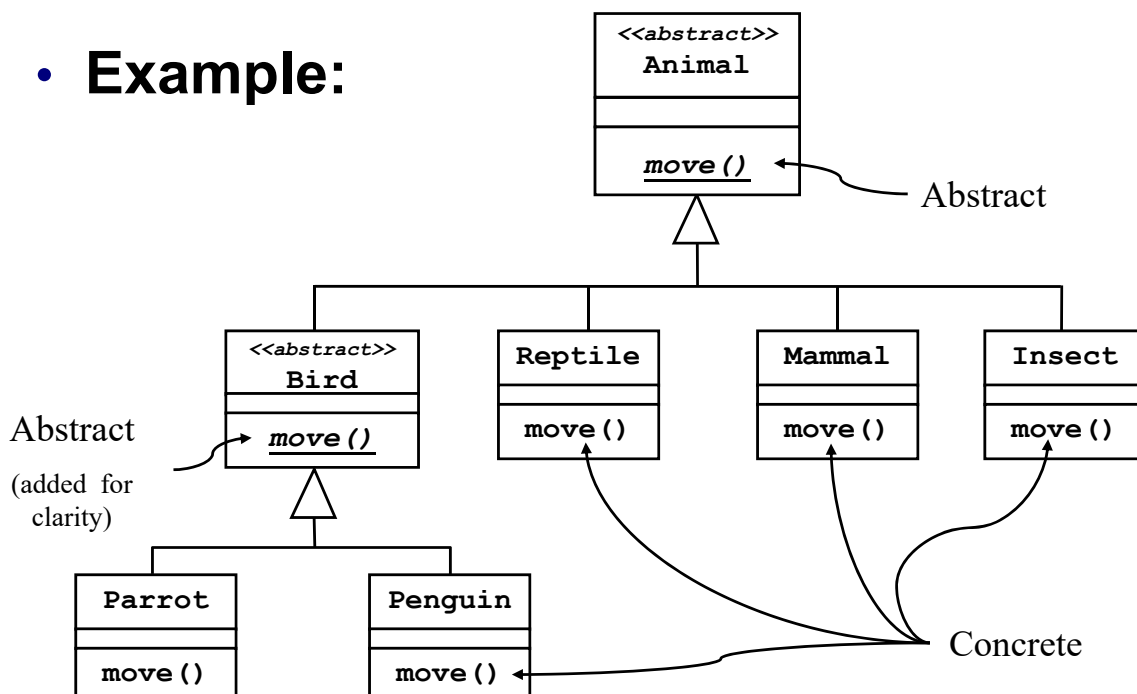 • Example:
<<abstract>>
Animal
move()
Abstract
<<abstract>>
Bird
move()
Reptile
move()
Mammal
move()
Insect
move()
Abstract
(added for
clarity)
Parrot
move()
Penguin
move()
Concrete